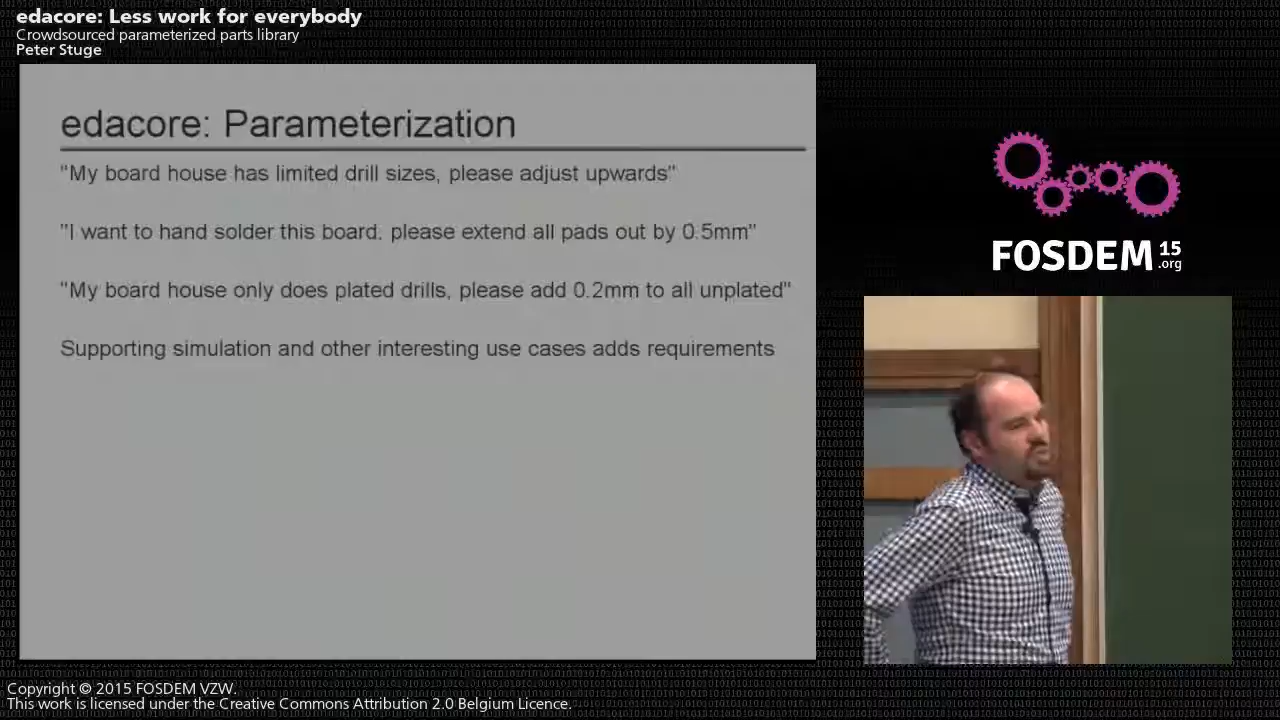 edacore: Less work for everybody
Crowdsourced parameterized parts library
Peter Stuge
edacore: Parameterization
"My board house has limited drill sizes, please adjust upwards"
"I want to hand solder this board, please extend all pads out by 0.5mm"
"My board house only does plated drills, please add 0.2mm to all unplated"
Supporting simulation and other interesting use cases adds requirements
FOSDEM 15
.org
Copyright © 2015 FOSDEM VZW.
This work is licensed under the Creative Commons Attribution 2.0 Belgium Licence.